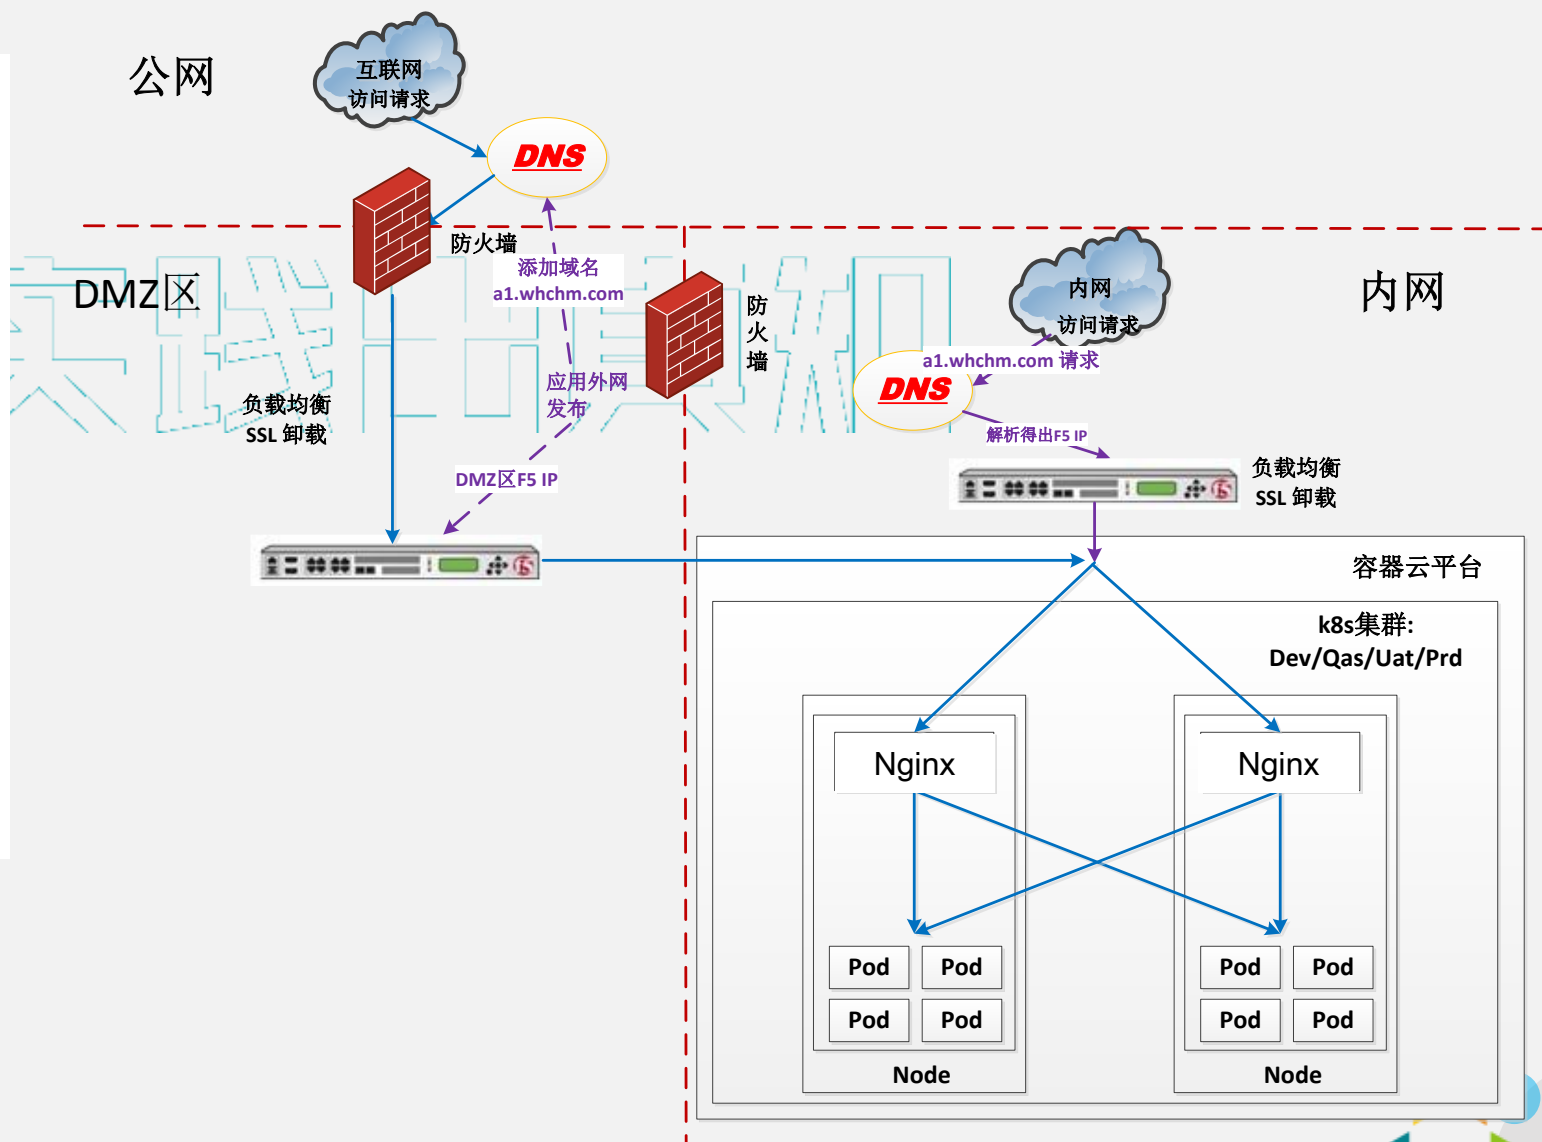 公网
互联网
访问请求
DNS
防火墙
添加域名
a1.whchm.com
DMZ区
实践出真知
防
火
墙
内网
访问请求
内网
a1.whchm.com 请求
DNS
应用外网
发布
负载均衡
SSL 卸载
解析得出F5 IP
DMZ区F5 IP
负载均衡
SSL 卸载
容器云平台
k8s集群:
Dev/Qas/Uat/Prd
Nginx
Nginx
Pod
Pod
Pod
Pod
Pod
Pod
Pod
Pod
Node
Node